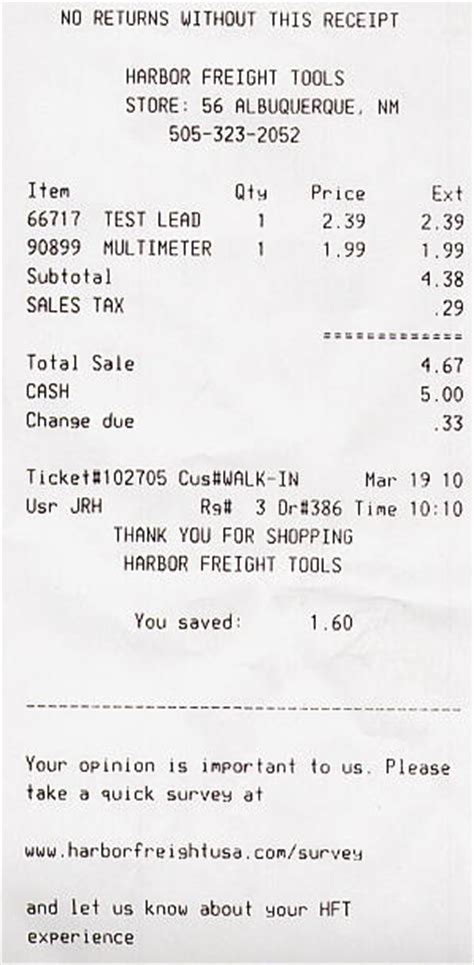 NO RETURNS WITHOUT THIS RECEIPT
HARBOR FREIGHT TOOLS
STORE: 56 ALBUQUERQUE, NM
505-323-2052
Item Qty Price Ext
66717 TEST LEAD 1 2.39 2.39
90899 MULTIMETER 1 1.99 1.99
Subtotal 4.38
SALES TAX .29
=============
Total Sale 4.67
CASH 5.00
Change due .33
Ticket#102705 Cus#WALK-IN Mar 19 10
Usr JRH Rg# 3 Dr#386 Time 10:10
THANK YOU FOR SHOPPING
HARBOR FREIGHT TOOLS
You saved: 1.60
----------------------------------------
Your opinion is important to us. Please
take a quick survey at
www.harborfreightusa.com/survey
and let us know about your HFT
experience